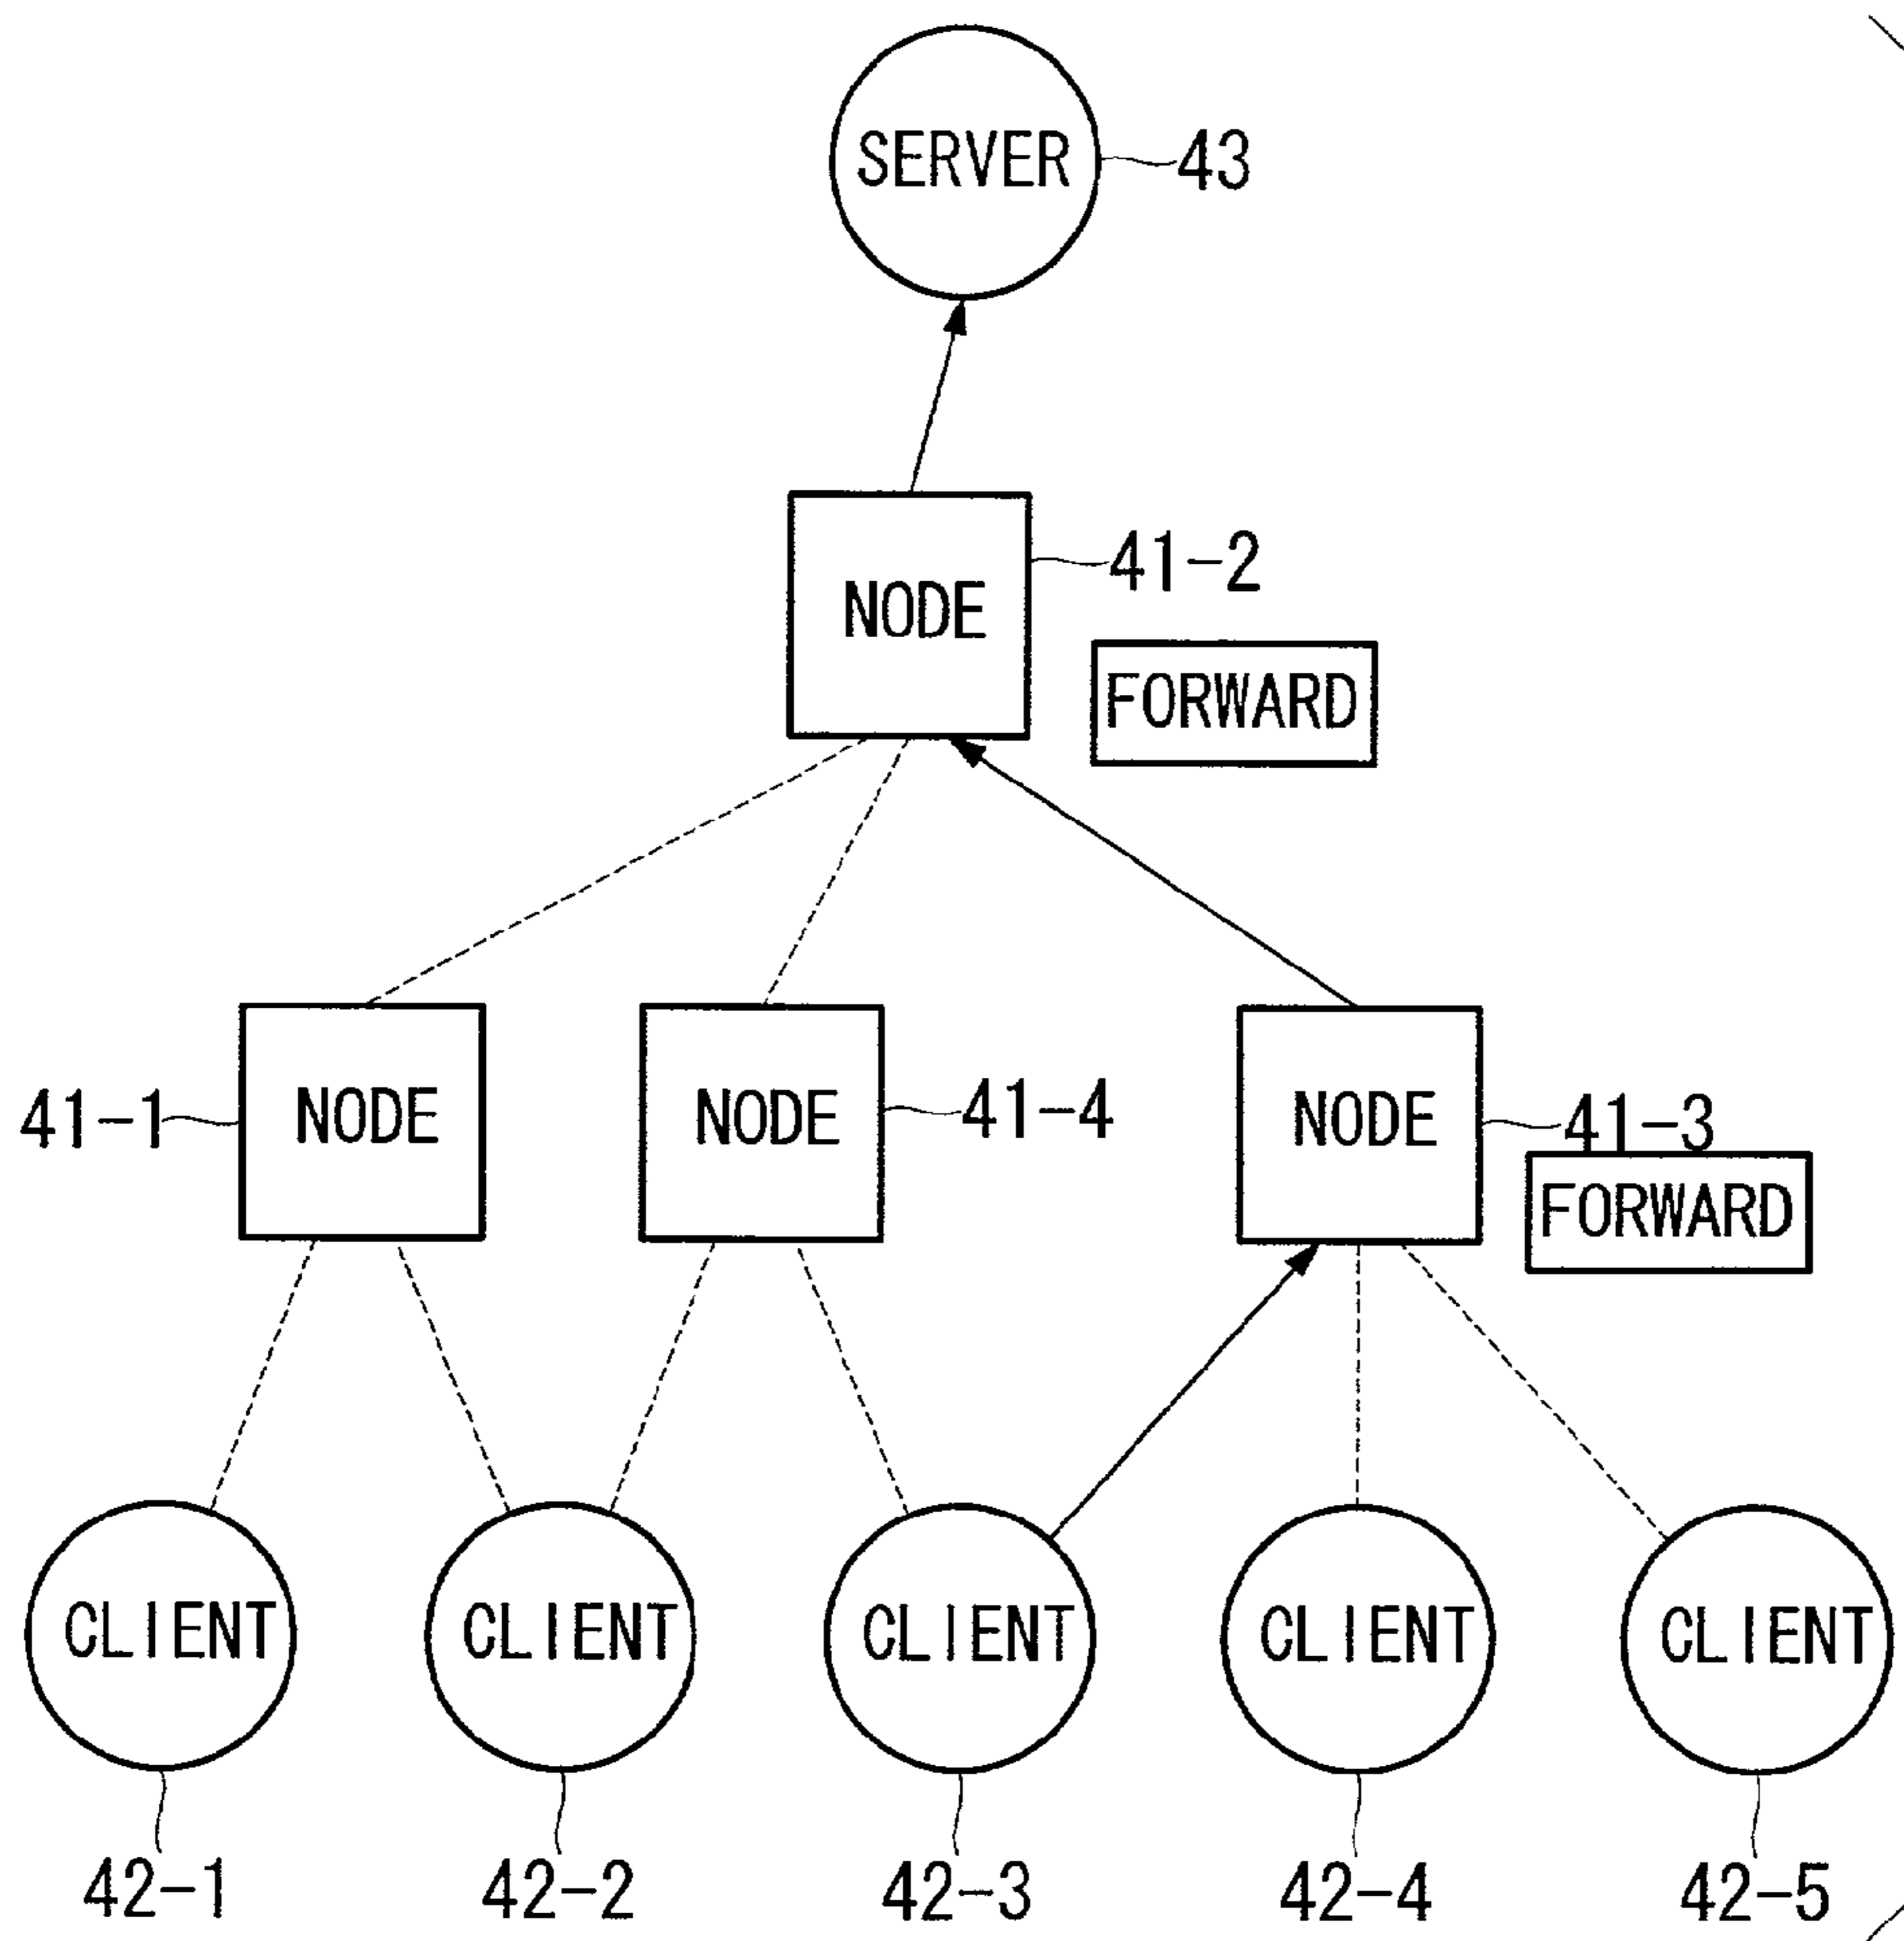 SERVER
43
NODE
41-2
FORWARD
41-1
NODE
NODE
41-4
NODE
41-3
FORWARD
CLIENT
CLIENT
CLIENT
CLIENT
CLIENT
42-1
42-2
42-3
42-4
42-5